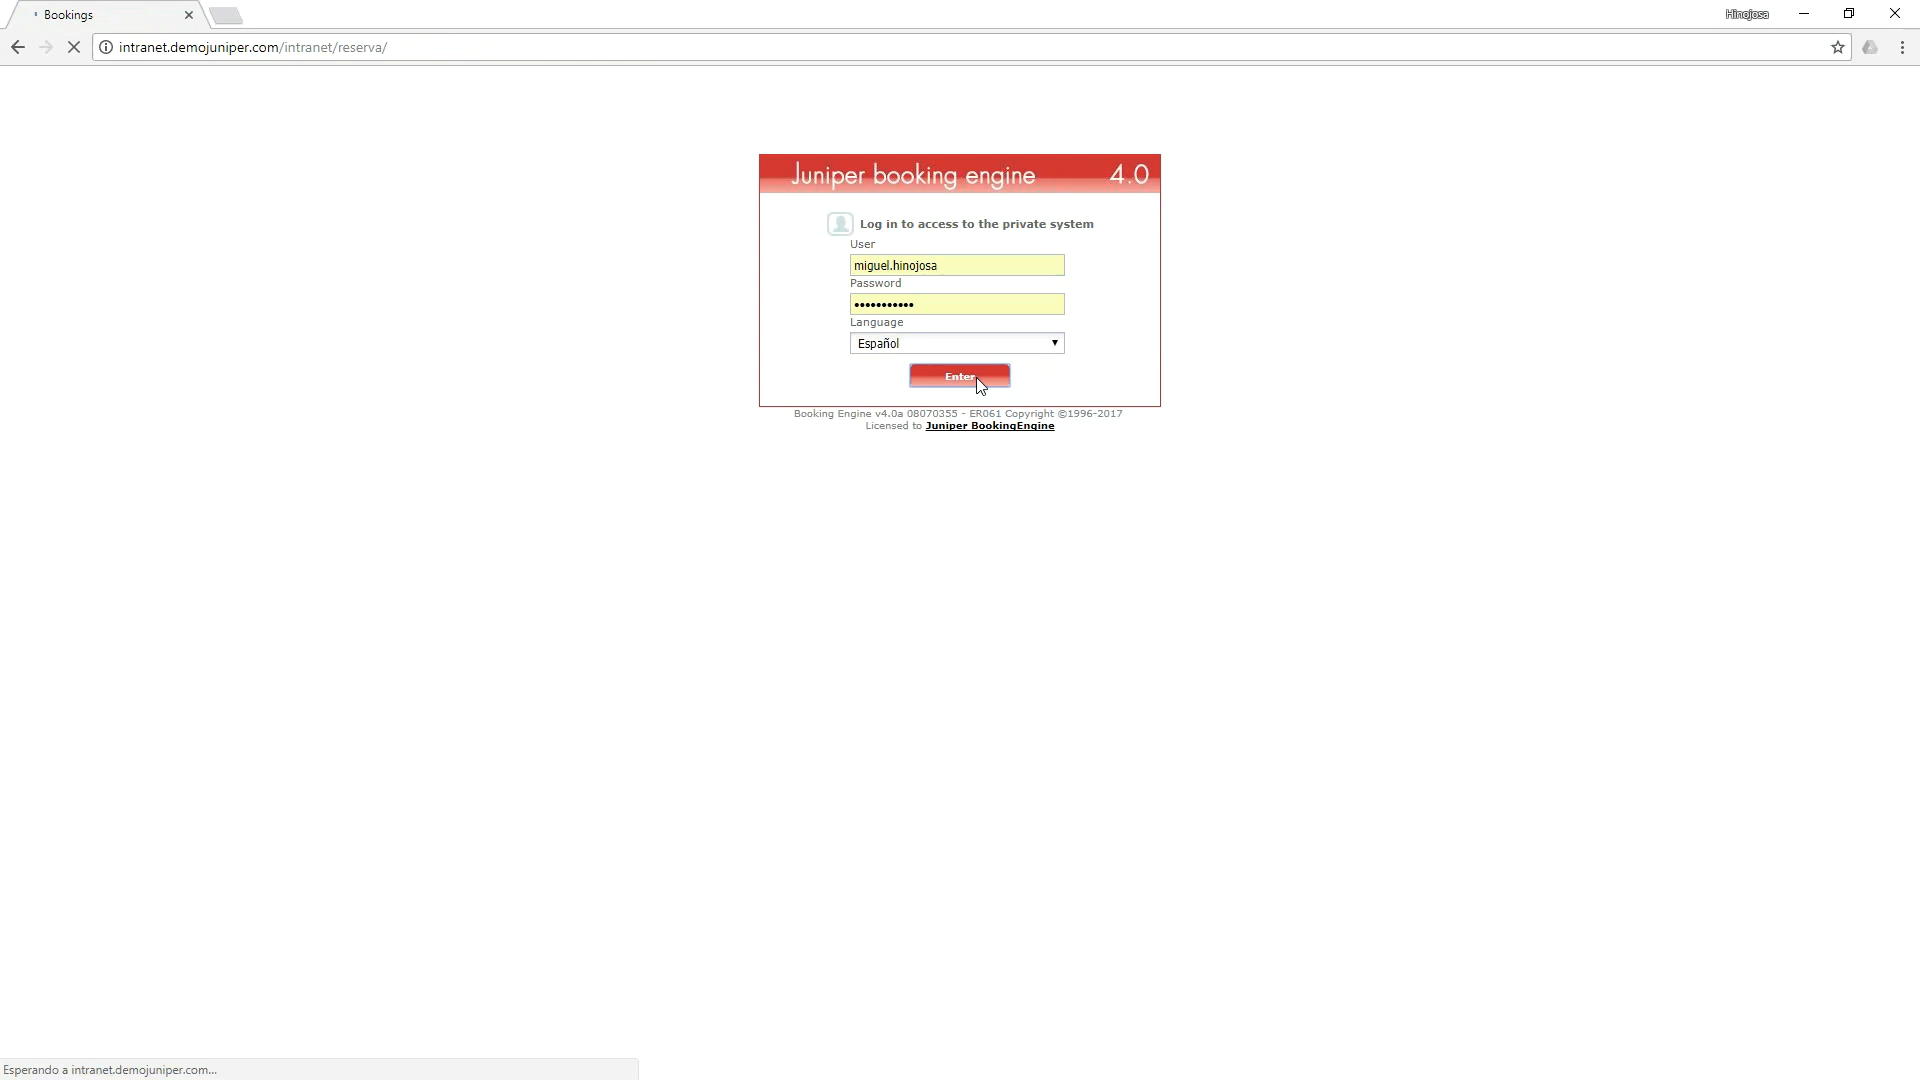 Bookings
Hinojosa
intranet.demojuniper.com/intranet/reserva/
Juniper booking engine 4.0
Log in to access to the private system
User
miguel.hinojosa
Password
•••••••••••
Language
Español
Enter
Booking Engine v4.0a 08070355 - ER061 Copyright ©1996-2017
Licensed to Juniper BookingEngine
Esperando a intranet.demojuniper.com...